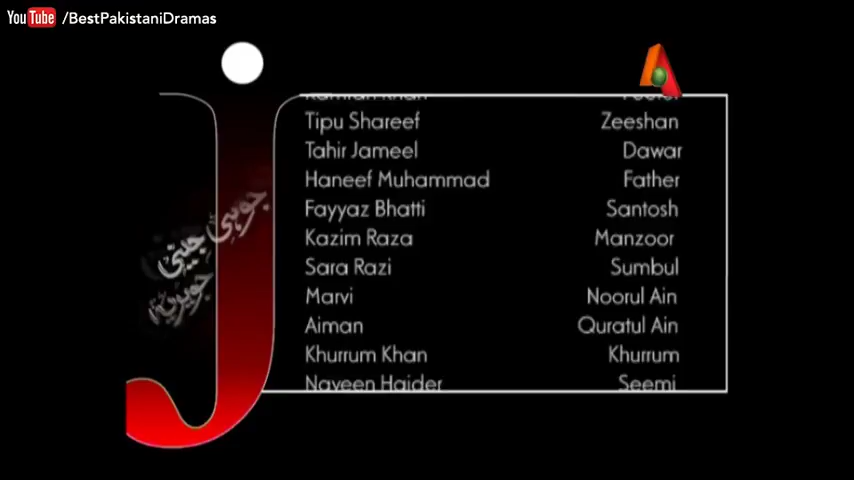 YouTube /BestPakistaniDramas
Tipu Shareef Zeeshan
Tahir Jameel Dawar
Haneef Muhammad Father
Fayyaz Bhatti Santosh
Kazim Raza Manzoor
Sara Razi Sumbul
Marvi Noorul Ain
Aiman Quratul Ain
Khurrum Khan Khurrum
Naveen Haider Seemi